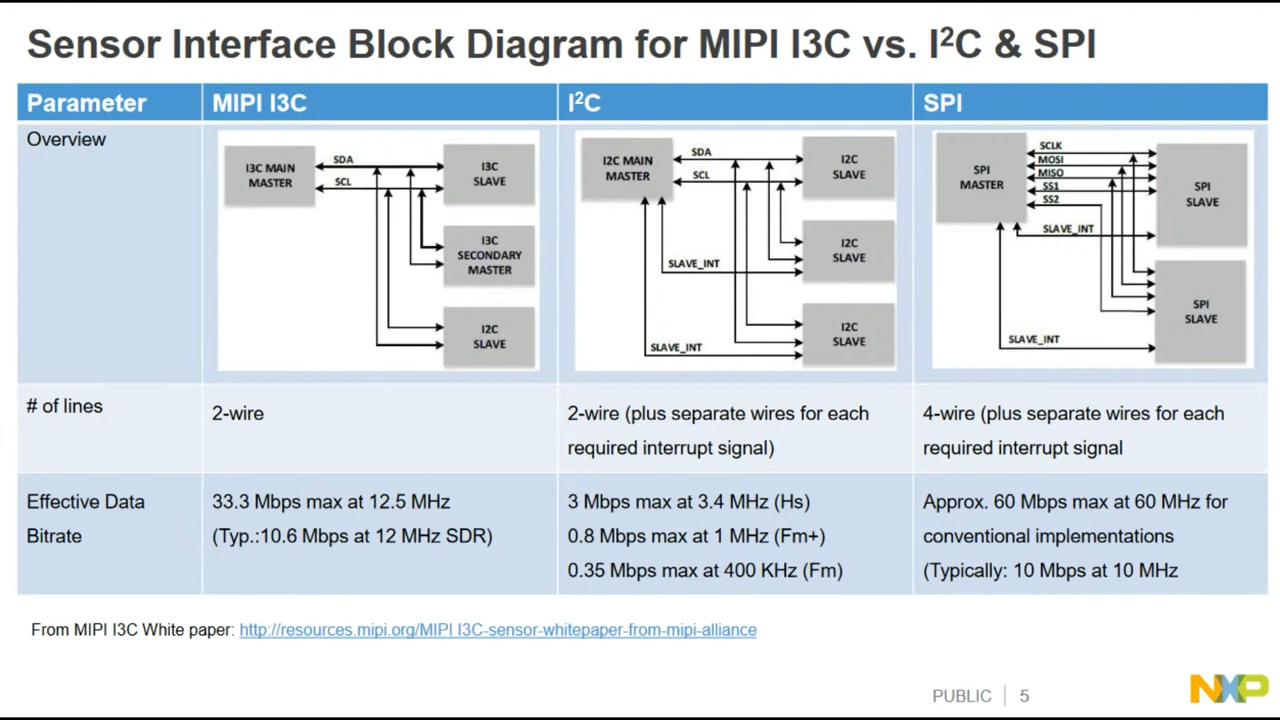 Sensor Interface Block Diagram for MIPI I3C vs. I²C & SPI
Parameter
MIPI I3C
I²C
SPI
Overview
I3C MAIN
MASTER
SDA
SCL
I3C
SLAVE
I3C
SECONDARY
MASTER
I2C
SLAVE
I2C MAIN
MASTER
SDA
SCL
I2C
SLAVE
I2C
SLAVE
SLAVE_INT
I2C
SLAVE
SLAVE_INT
SPI
MASTER
SCLK
MOSI
MISO
SS1
SS2
SLAVE_INT
SPI
SLAVE
SPI
SLAVE
SLAVE_INT
# of lines
2-wire
2-wire (plus separate wires for each
required interrupt signal)
4-wire (plus separate wires for each
required interrupt signal
Effective Data
Bitrate
33.3 Mbps max at 12.5 MHz
(Typ.:10.6 Mbps at 12 MHz SDR)
3 Mbps max at 3.4 MHz (Hs)
0.8 Mbps max at 1 MHz (Fm+)
0.35 Mbps max at 400 KHz (Fm)
Approx. 60 Mbps max at 60 MHz for
conventional implementations
(Typically: 10 Mbps at 10 MHz
From MIPI I3C White paper: http://resources.mipi.org/MIPI I3C-sensor-whitepaper-from-mipi-alliance
PUBLIC | 5
NXP